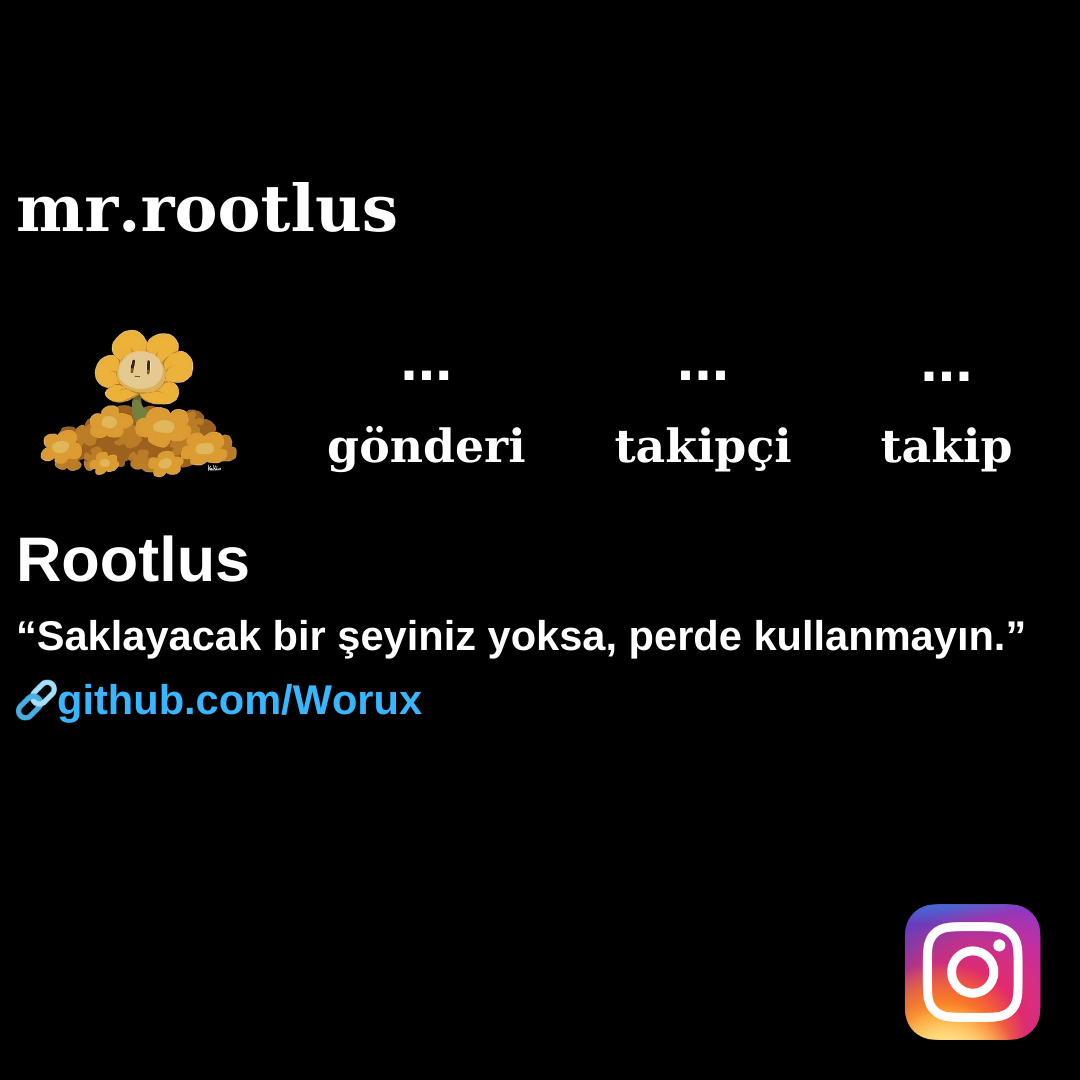 mr.rootlus
... ... ...
gönderi takipçi takip
Rootlus
“Saklayacak bir şeyiniz yoksa, perde kullanmayın.”
github.com/Worux